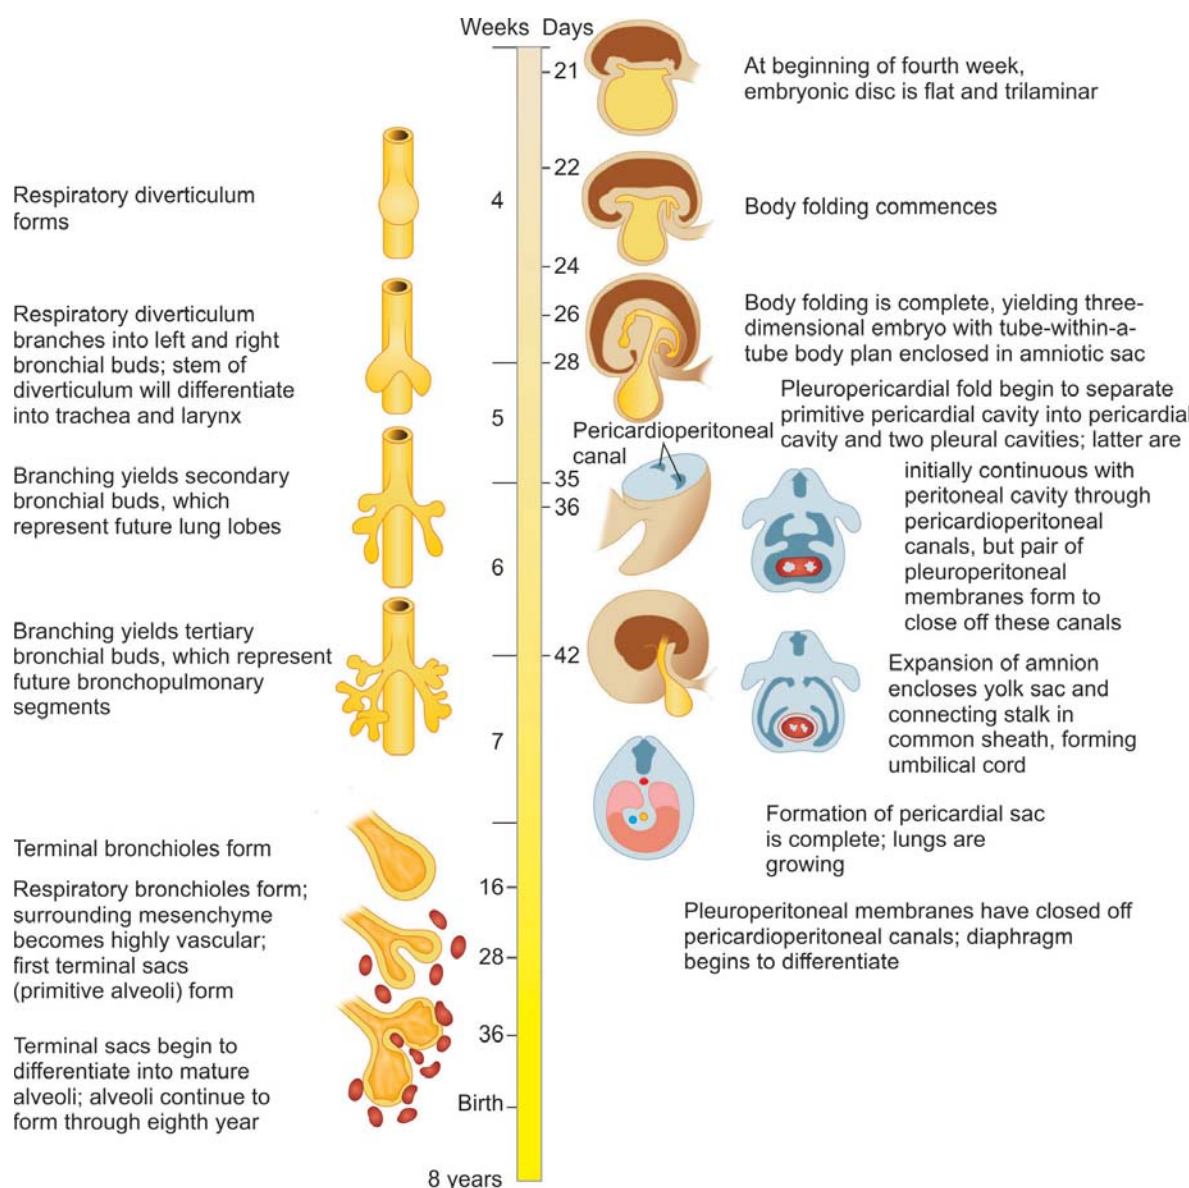 Weeks Days
21
22
4
24
26
28
5
35
36
6
42
7
16
28
36
Birth
8 years
Respiratory diverticulum
forms
Respiratory diverticulum
branches into left and right
bronchial buds; stem of
diverticulum will differentiate
into trachea and larynx
Branching yields secondary
bronchial buds, which
represent future lung lobes
Branching yields tertiary
bronchial buds, which represent
future bronchopulmonary
segments
Terminal bronchioles form
Respiratory bronchioles form;
surrounding mesenchyme
becomes highly vascular;
first terminal sacs
(primitive alveoli) form
Terminal sacs begin to
differentiate into mature
alveoli; alveoli continue to
form through eighth year
At beginning of fourth week,
embryonic disc is flat and trilaminar
Body folding commences
Body folding is complete, yielding three-
dimensional embryo with tube-within-a-
tube body plan enclosed in amniotic sac
Pericardioperitoneal
canal
Pleuropericardial fold begin to separate
primitive pericardial cavity into pericardial
cavity and two pleural cavities; latter are
initially continuous with
peritoneal cavity through
pericardioperitoneal
canals, but pair of
pleuroperitoneal
membranes form to
close off these canals
Expansion of amnion
encloses yolk sac and
connecting stalk in
common sheath, forming
umbilical cord
Formation of pericardial sac
is complete; lungs are
growing
Pleuroperitoneal membranes have closed off
pericardioperitoneal canals; diaphragm
begins to differentiate